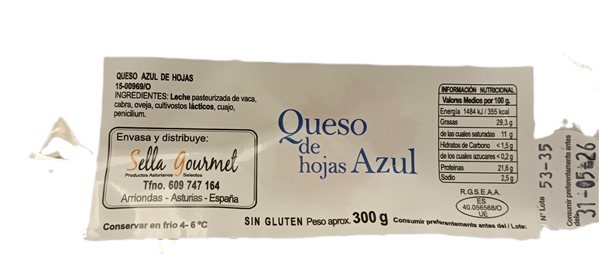 QUESO AZUL DE HOJAS
15-00969/O
INGREDIENTES: Leche pasteurizada de vaca,
cabra, oveja, cultivostos lácticos, cuajo,
penicilium.
Envasa y distribuye:
Sella Gourmet
Productos Asturianos Selectos
Tfno. 609 747 164
Arriondas - Asturias - España
Conservar en frío 4- 6 ºC
Queso
de
hojas Azul
SIN GLUTEN Peso aprox. 300 g
INFORMACIÓN NUTRICIONAL
Valores Medios por 100 g.
Energía 1484 kJ / 355 kcal
Grasas 29,3 g
de las cuales saturadas 11 g
Hidratos de Carbono <1,5 g
de los cuales azucares <0,2 g
Proteinas 21,6 g
Sodio 2,5 g
R.G.S.E.A.A.
ES
40.056568/O
UE
Consumir preferentemente antes del / Lote:
Nº Lote 53-35
Consumir preferentemente antes
del: 31-05-26